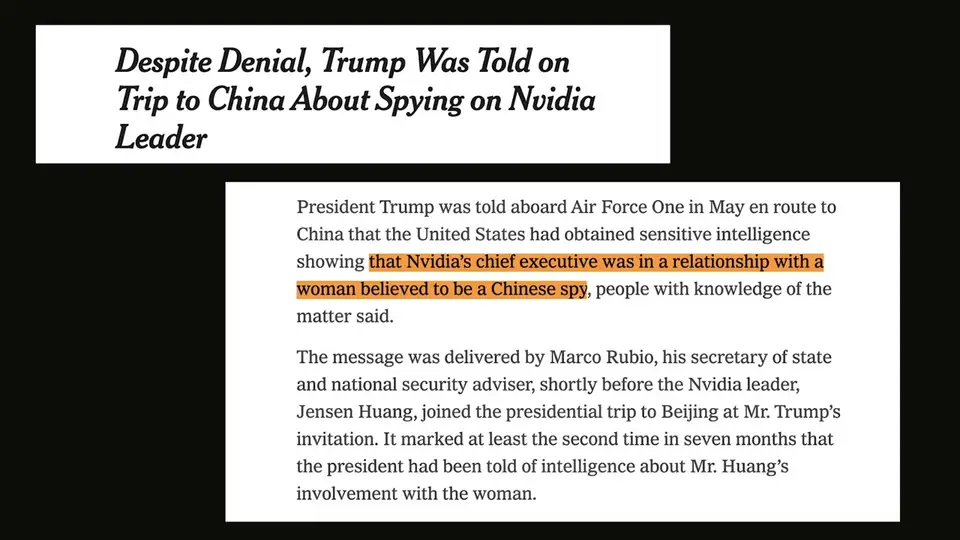 Despite Denial, Trump Was Told on
Trip to China About Spying on Nvidia
Leader
President Trump was told aboard Air Force One in May en route to
China that the United States had obtained sensitive intelligence
showing that Nvidia's chief executive was in a relationship with a
woman believed to be a Chinese spy, people with knowledge of the
matter said.
The message was delivered by Marco Rubio, his secretary of state
and national security adviser, shortly before the Nvidia leader,
Jensen Huang, joined the presidential trip to Beijing at Mr. Trump's
invitation. It marked at least the second time in seven months that
the president had been told of intelligence about Mr. Huang's
involvement with the woman.